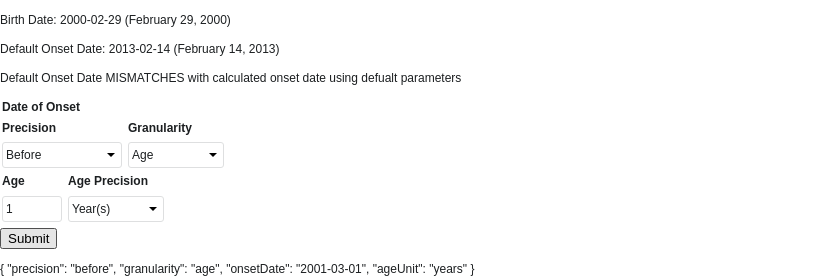 Birth Date: 2000-02-29 (February 29, 2000)
Default Onset Date: 2013-02-14 (February 14, 2013)
Default Onset Date MISMATCHES with calculated onset date using defualt parameters
Date of Onset
Precision Granularity
Before Age
Age Age Precision
1 Year(s)
Submit
{ "precision": "before", "granularity": "age", "onsetDate": "2001-03-01", "ageUnit": "years" }